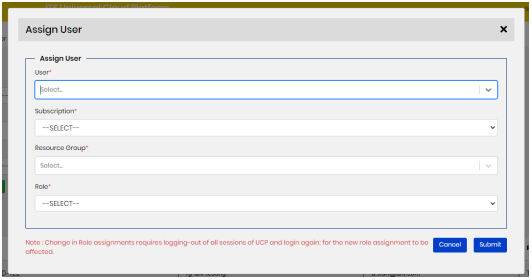 Assign User
×
Assign User
User*
Select...
Subscription*
--SELECT--
Resource Group*
Select...
Role*
--SELECT--
Note : Change in Role assignments requires logging-out of all sessions of UCP and login again; for the new role assignment to be
affected.
Cancel
Submit